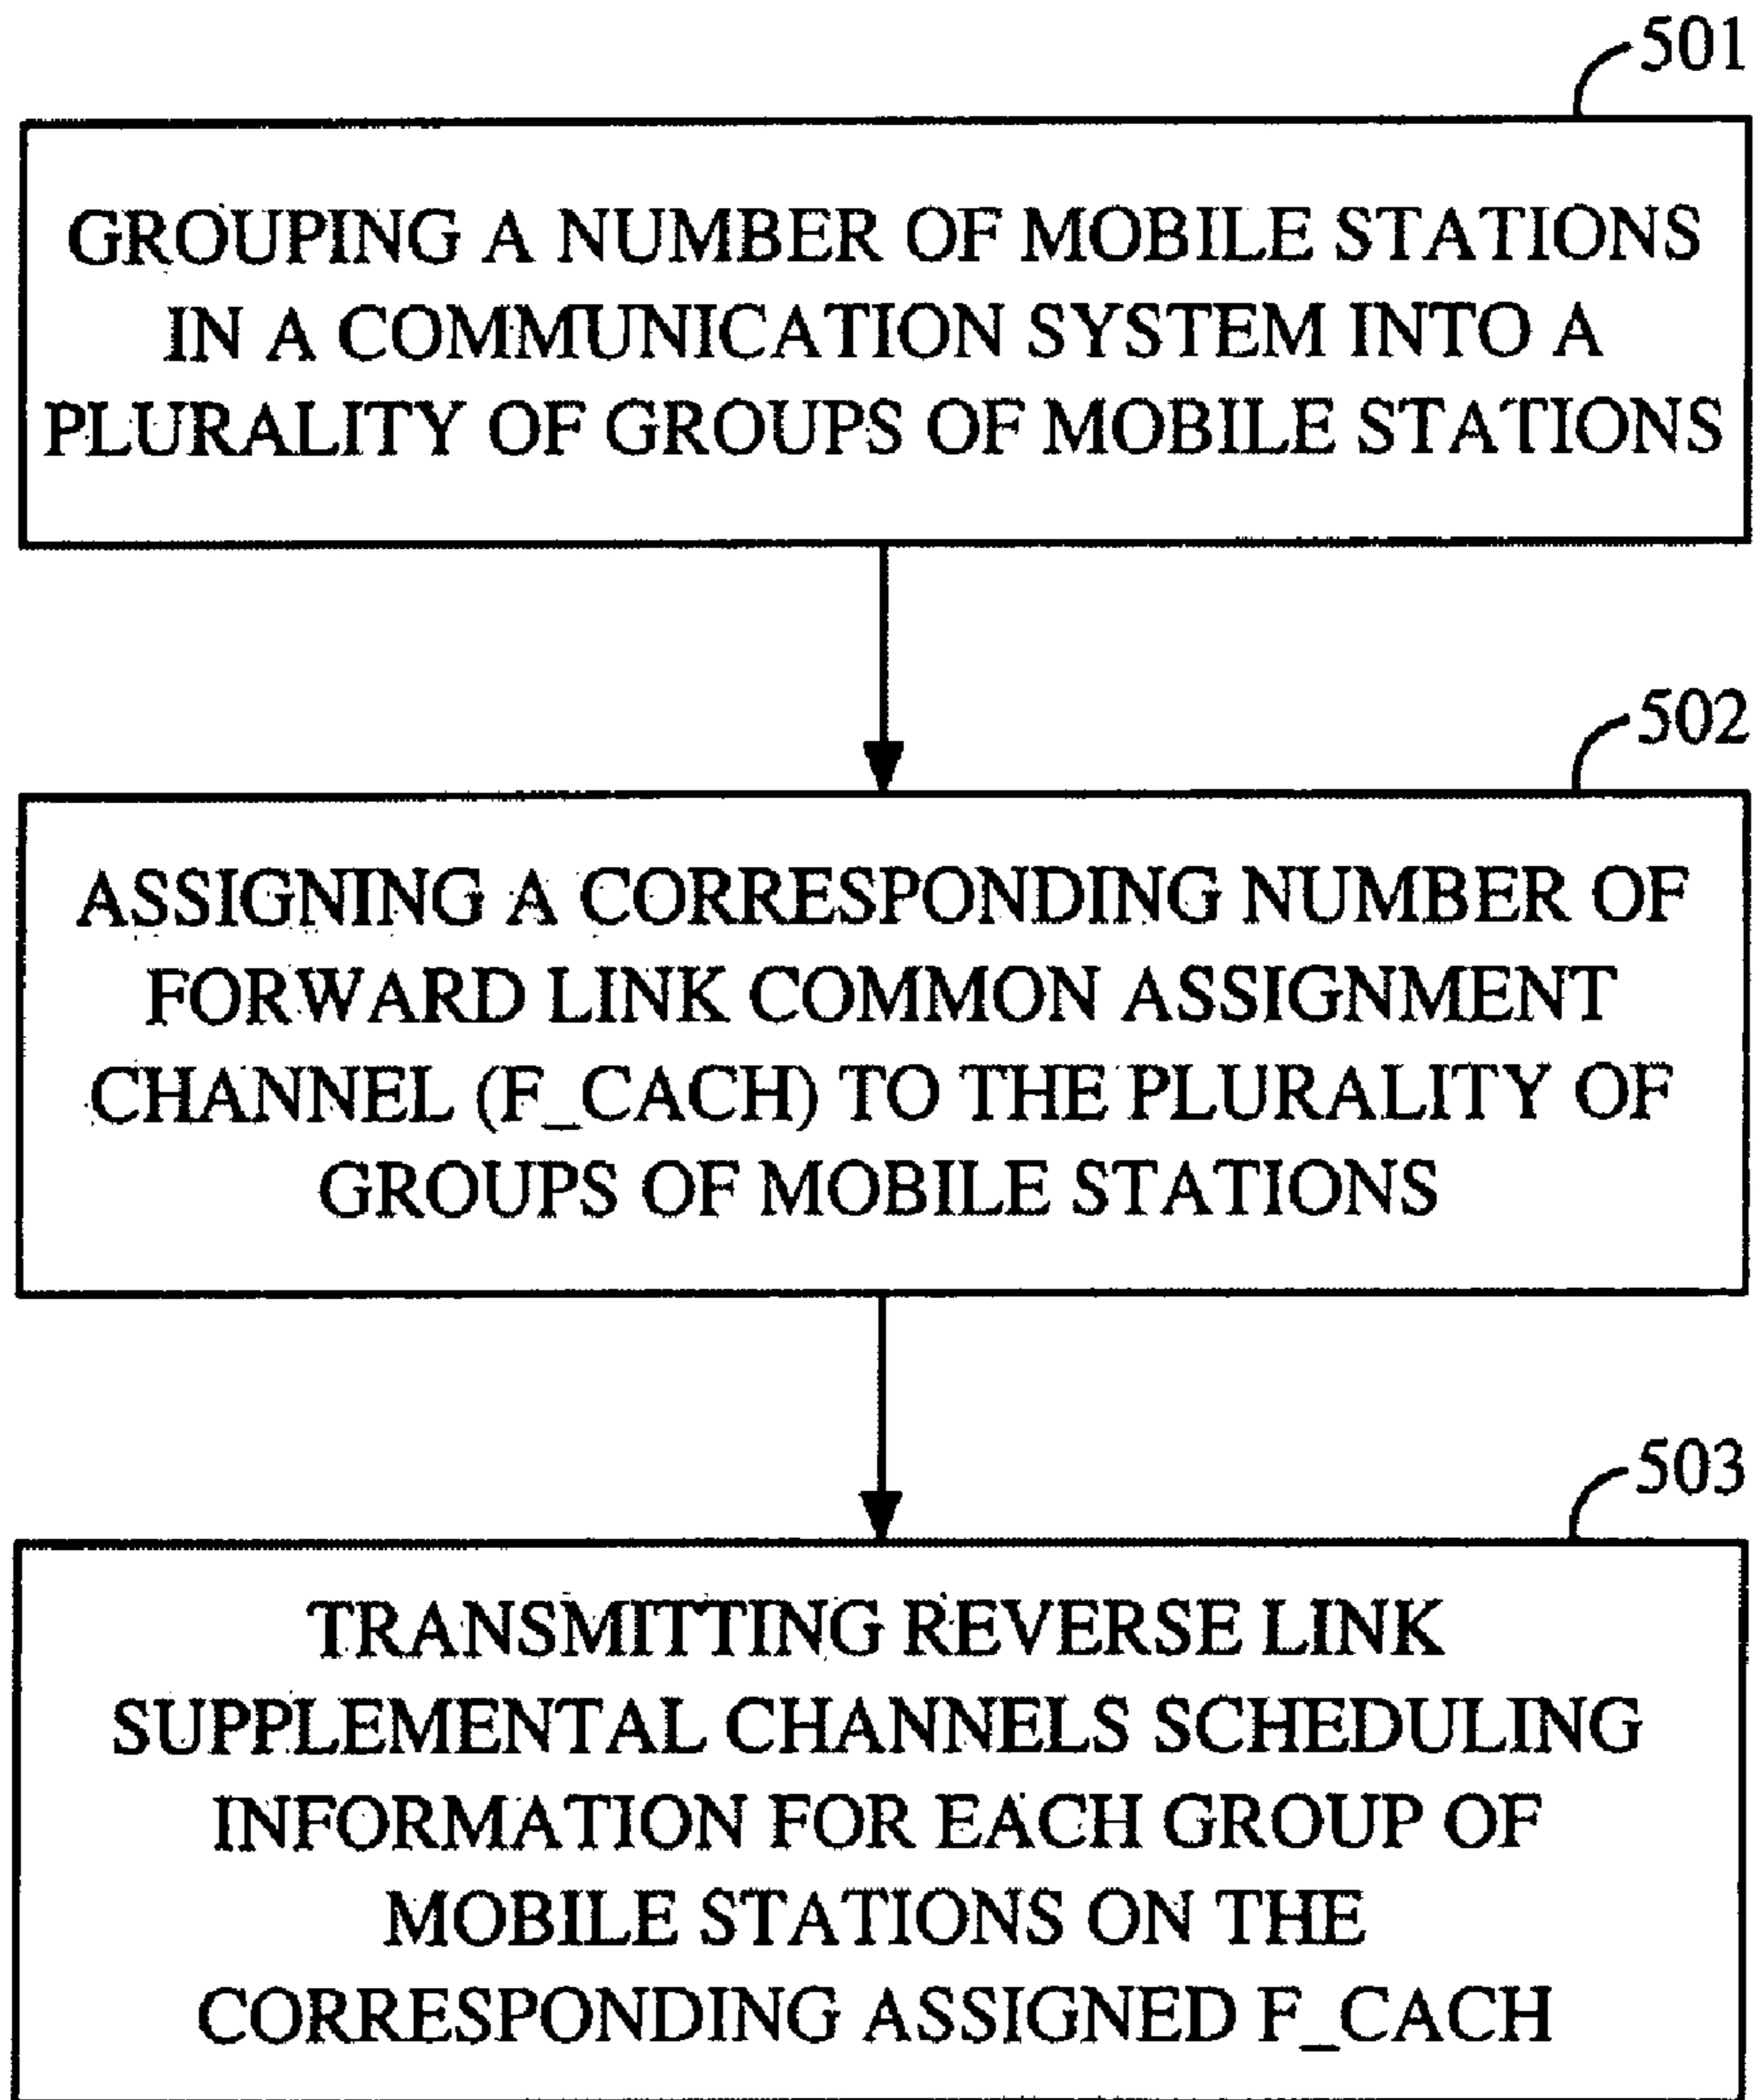 501
GROUPING A NUMBER OF MOBILE STATIONS
IN A COMMUNICATION SYSTEM INTO A
PLURALITY OF GROUPS OF MOBILE STATIONS
502
ASSIGNING A CORRESPONDING NUMBER OF
FORWARD LINK COMMON ASSIGNMENT
CHANNEL (F_CACH) TO THE PLURALITY OF
GROUPS OF MOBILE STATIONS
503
TRANSMITTING REVERSE LINK
SUPPLEMENTAL CHANNELS SCHEDULING
INFORMATION FOR EACH GROUP OF
MOBILE STATIONS ON THE
CORRESPONDING ASSIGNED F_CACH